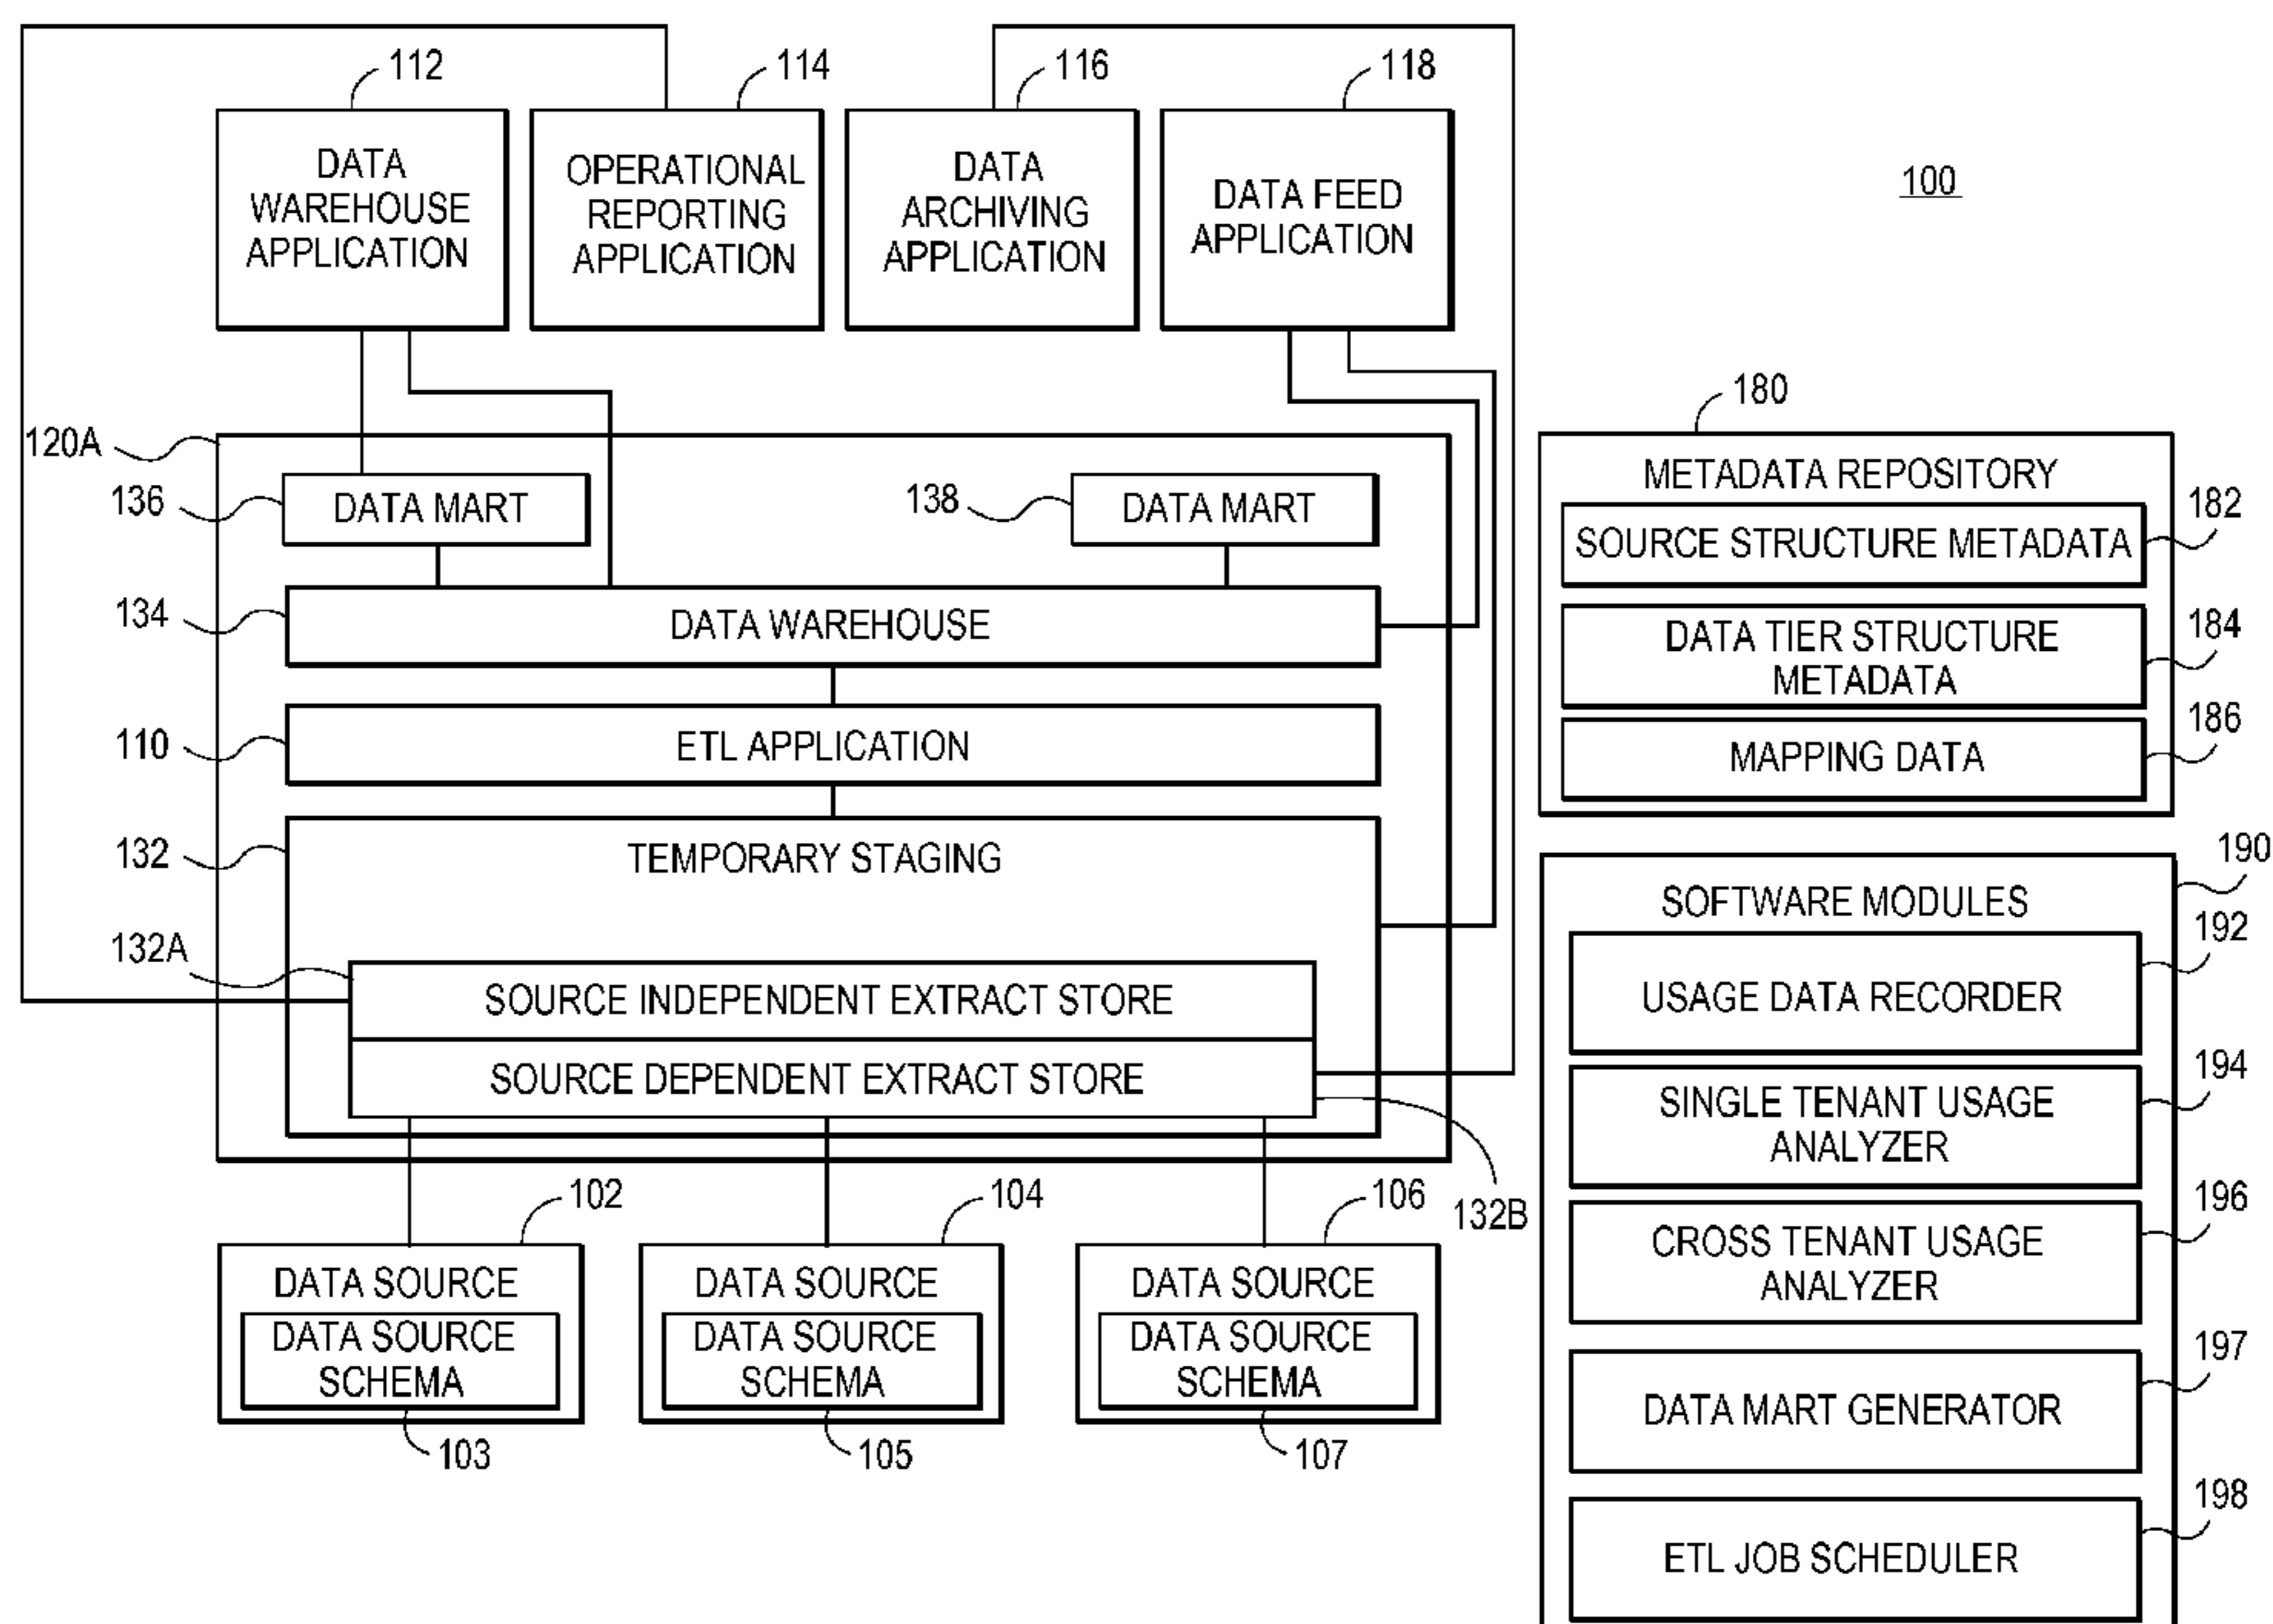 112
114
116
118
DATA
WAREHOUSE
APPLICATION
OPERATIONAL
REPORTING
APPLICATION
DATA
ARCHIVING
APPLICATION
DATA FEED
APPLICATION
100
120A
136
DATA MART
138
DATA MART
134
DATA WAREHOUSE
110
ETL APPLICATION
132
TEMPORARY STAGING
132A
SOURCE INDEPENDENT EXTRACT STORE
SOURCE DEPENDENT EXTRACT STORE
132B
102
DATA SOURCE
DATA SOURCE
SCHEMA
103
104
DATA SOURCE
DATA SOURCE
SCHEMA
105
106
DATA SOURCE
DATA SOURCE
SCHEMA
107
180
METADATA REPOSITORY
182
SOURCE STRUCTURE METADATA
184
DATA TIER STRUCTURE
METADATA
186
MAPPING DATA
190
SOFTWARE MODULES
192
USAGE DATA RECORDER
194
SINGLE TENANT USAGE
ANALYZER
196
CROSS TENANT USAGE
ANALYZER
197
DATA MART GENERATOR
198
ETL JOB SCHEDULER